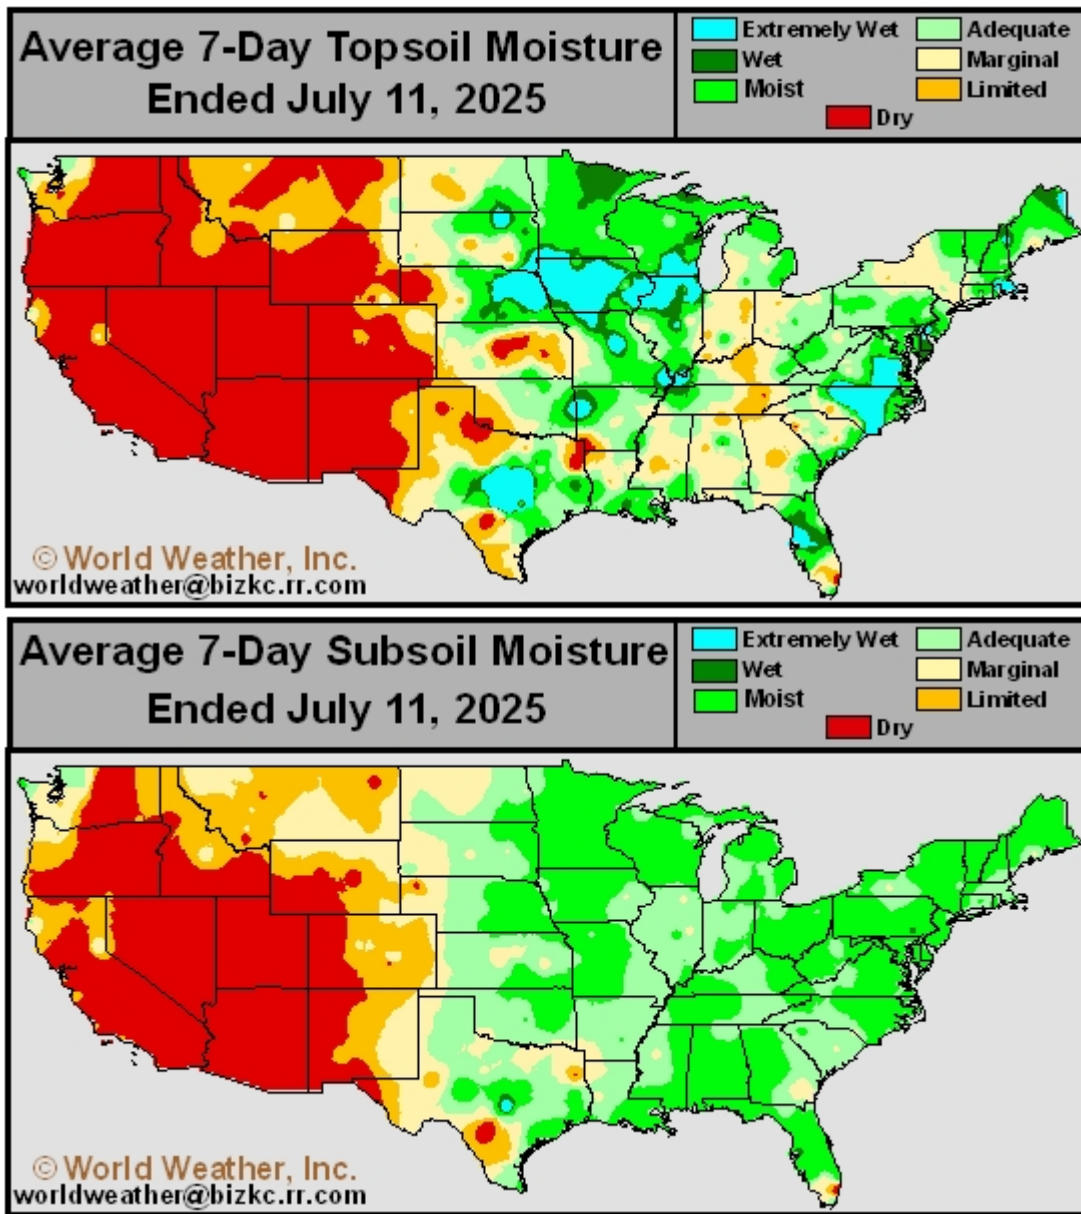 Average 7-Day Topsoil Moisture
Ended July 11, 2025
Extremely Wet
Adequate
Wet
Marginal
Moist
Limited
Dry
© World Weather, Inc.
worldweather@bizkc.rr.com
Average 7-Day Subsoil Moisture
Ended July 11, 2025
Extremely Wet
Adequate
Wet
Marginal
Moist
Limited
Dry
© World Weather, Inc.
worldweather@bizkc.rr.com